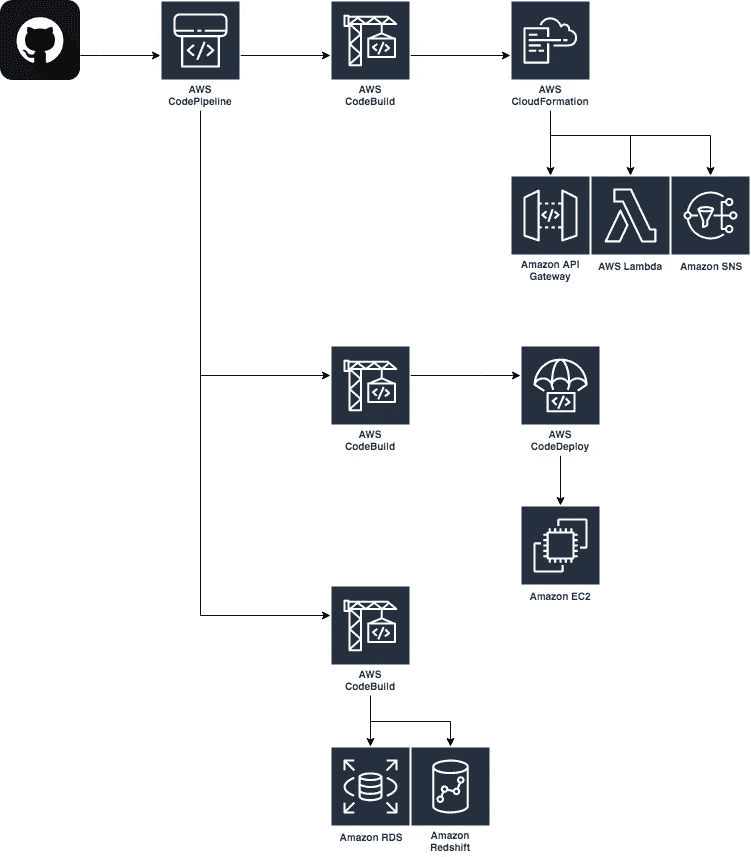 AWS
CodePipeline
AWS
CodeBuild
AWS
CloudFormation
Amazon API
Gateway
AWS Lambda
Amazon SNS
AWS
CodeBuild
AWS
CodeDeploy
Amazon EC2
AWS
CodeBuild
Amazon RDS
Amazon
Redshift